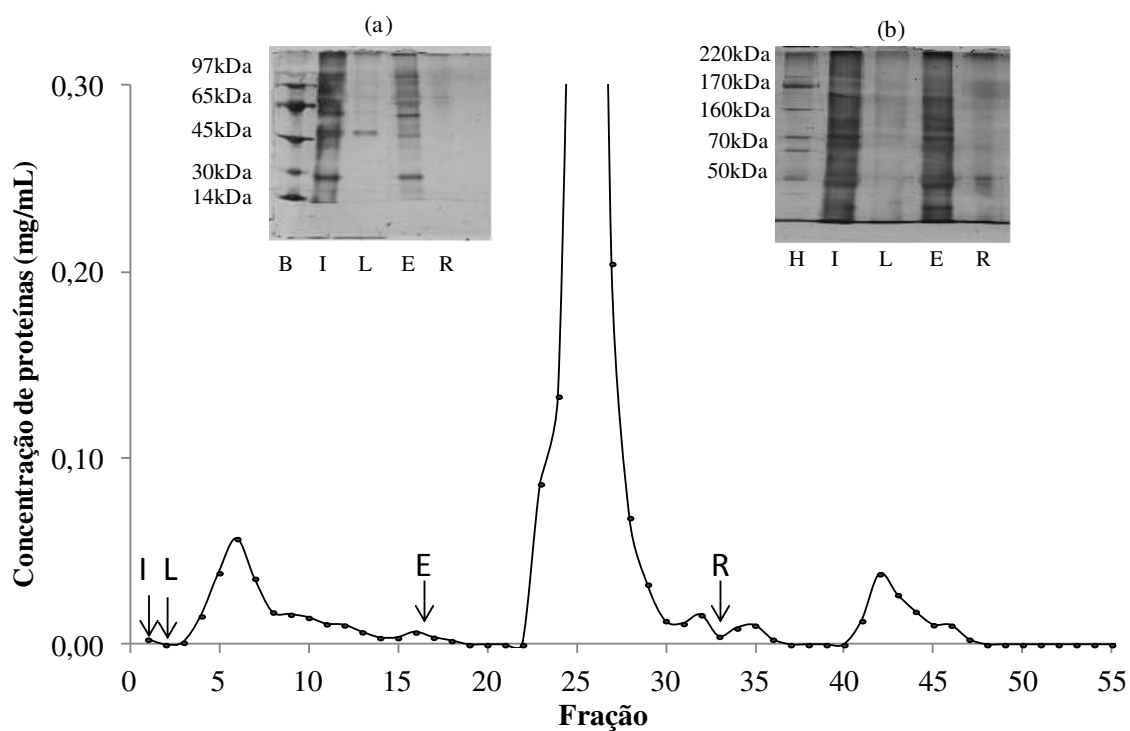 (a)
(b)
97kDa
65kDa
45kDa
30kDa
14kDa
B I L E R
220kDa
170kDa
160kDa
70kDa
50kDa
H I L E R
Concentração de proteínas (mg/mL)
0,30
0,20
0,10
0,00
I L
E
R
0 5 10 15 20 25 30 35 40 45 50 55
Fração